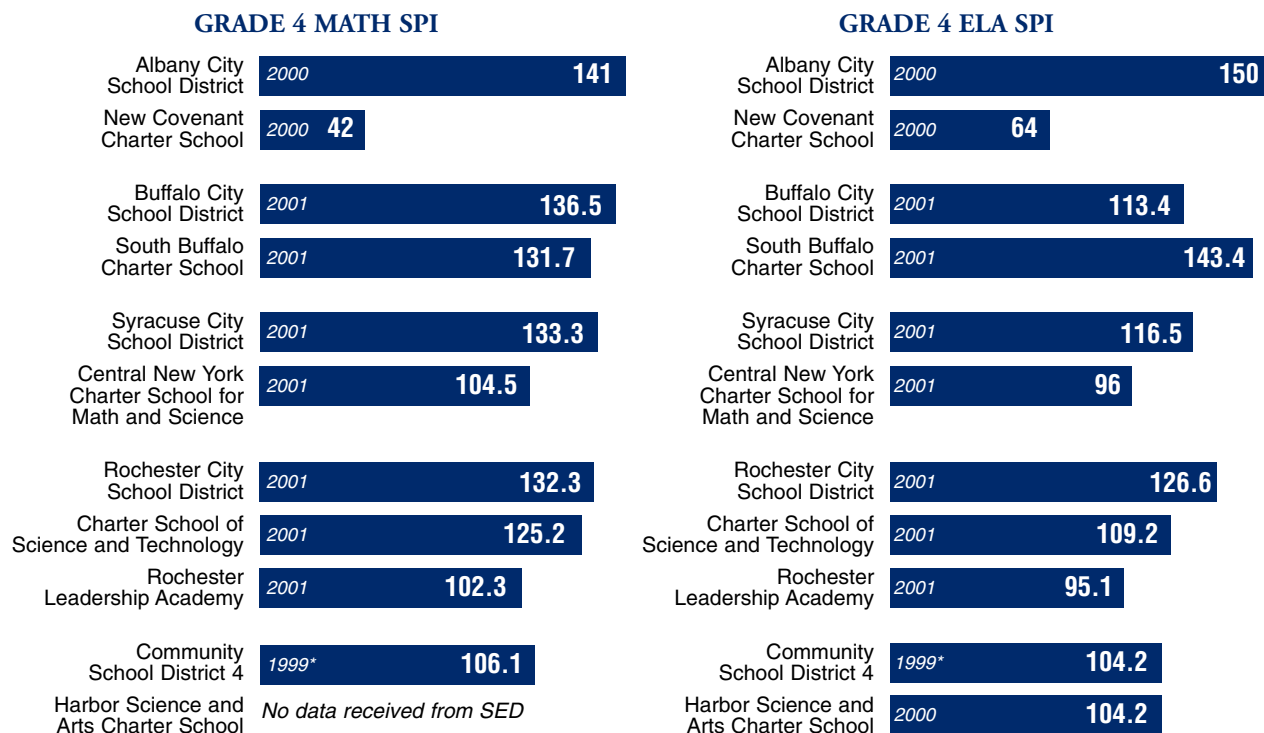 GRADE 4 MATH SPI
Albany City
School District
2000
141
New Covenant
Charter School
2000
42
Buffalo City
School District
2001
136.5
South Buffalo
Charter School
2001
131.7
Syracuse City
School District
2001
133.3
Central New York
Charter School for
Math and Science
2001
104.5
Rochester City
School District
2001
132.3
Charter School of
Science and Technology
2001
125.2
Rochester
Leadership Academy
2001
102.3
Community
School District 4
1999*
106.1
Harbor Science and
Arts Charter School
No data received from SED
GRADE 4 ELA SPI
Albany City
School District
2000
150
New Covenant
Charter School
2000
64
Buffalo City
School District
2001
113.4
South Buffalo
Charter School
2001
143.4
Syracuse City
School District
2001
116.5
Central New York
Charter School for
Math and Science
2001
96
Rochester City
School District
2001
126.6
Charter School of
Science and Technology
2001
109.2
Rochester
Leadership Academy
2001
95.1
Community
School District 4
1999*
104.2
Harbor Science and
Arts Charter School
2000
104.2